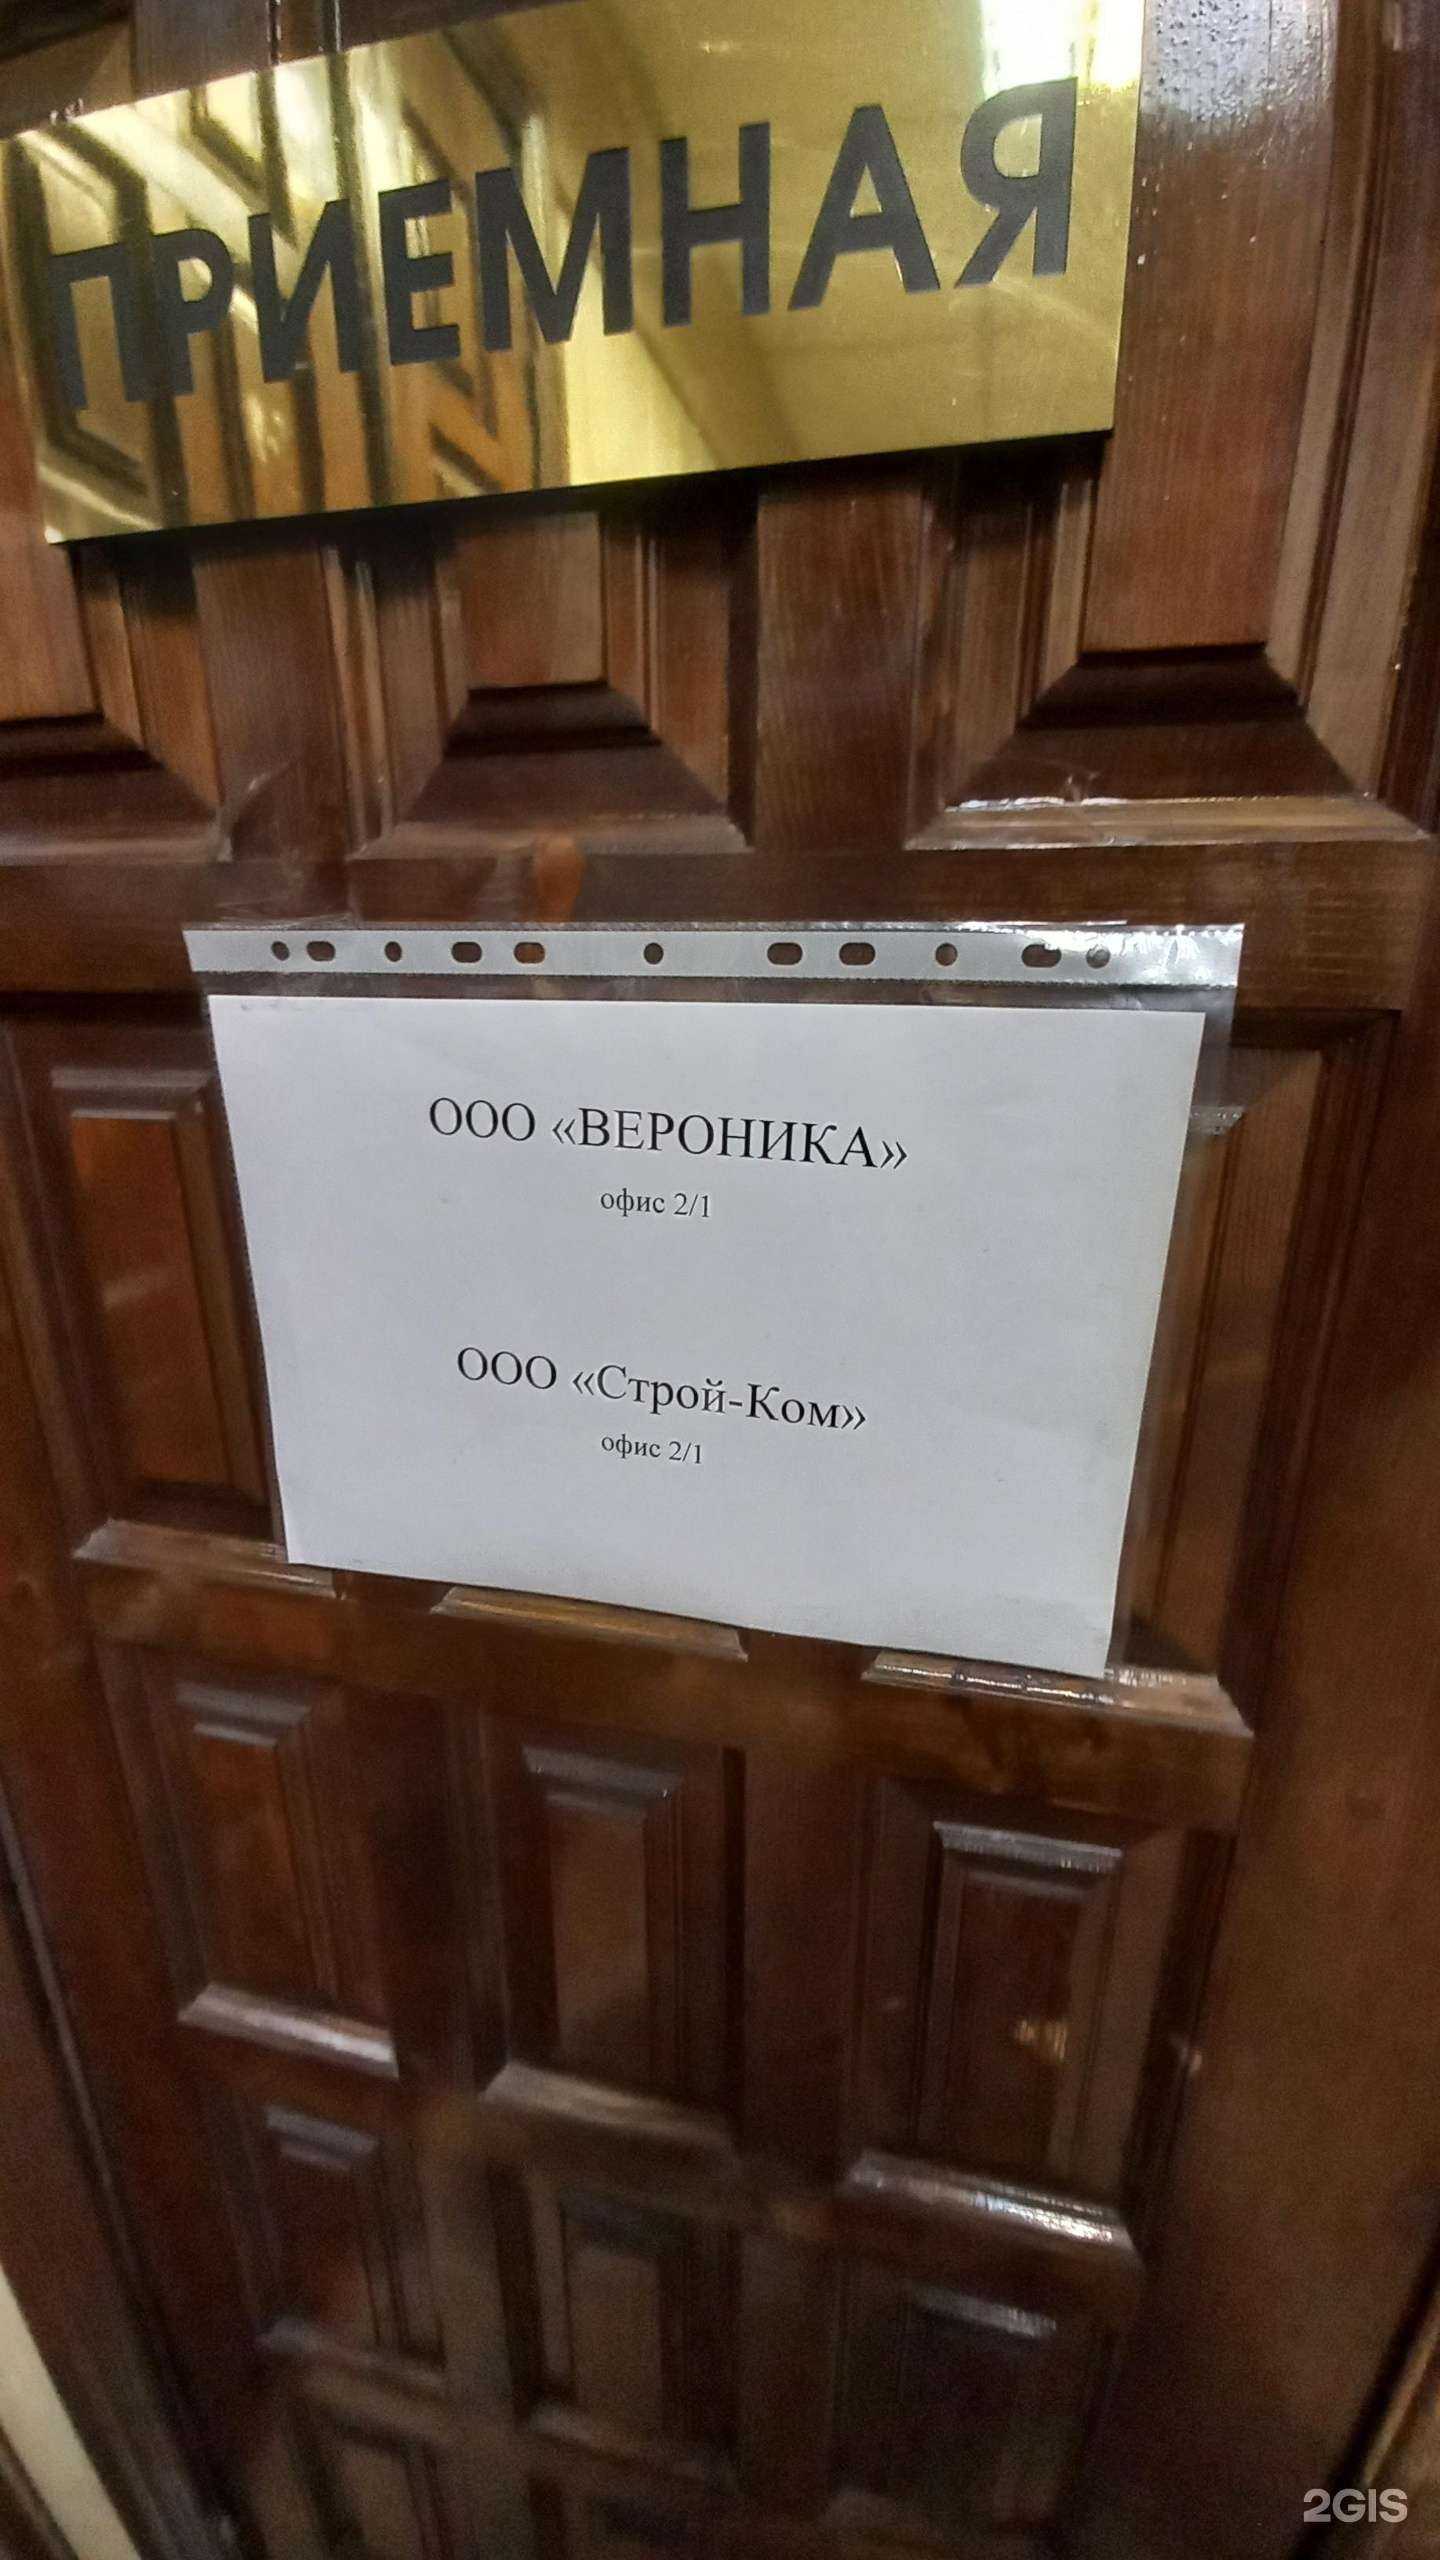 ПРИЕМНАЯ
ООО «ВЕРОНИКА»
офис 2/1
ООО «Строй-Ком»
офис 2/1
2GIS